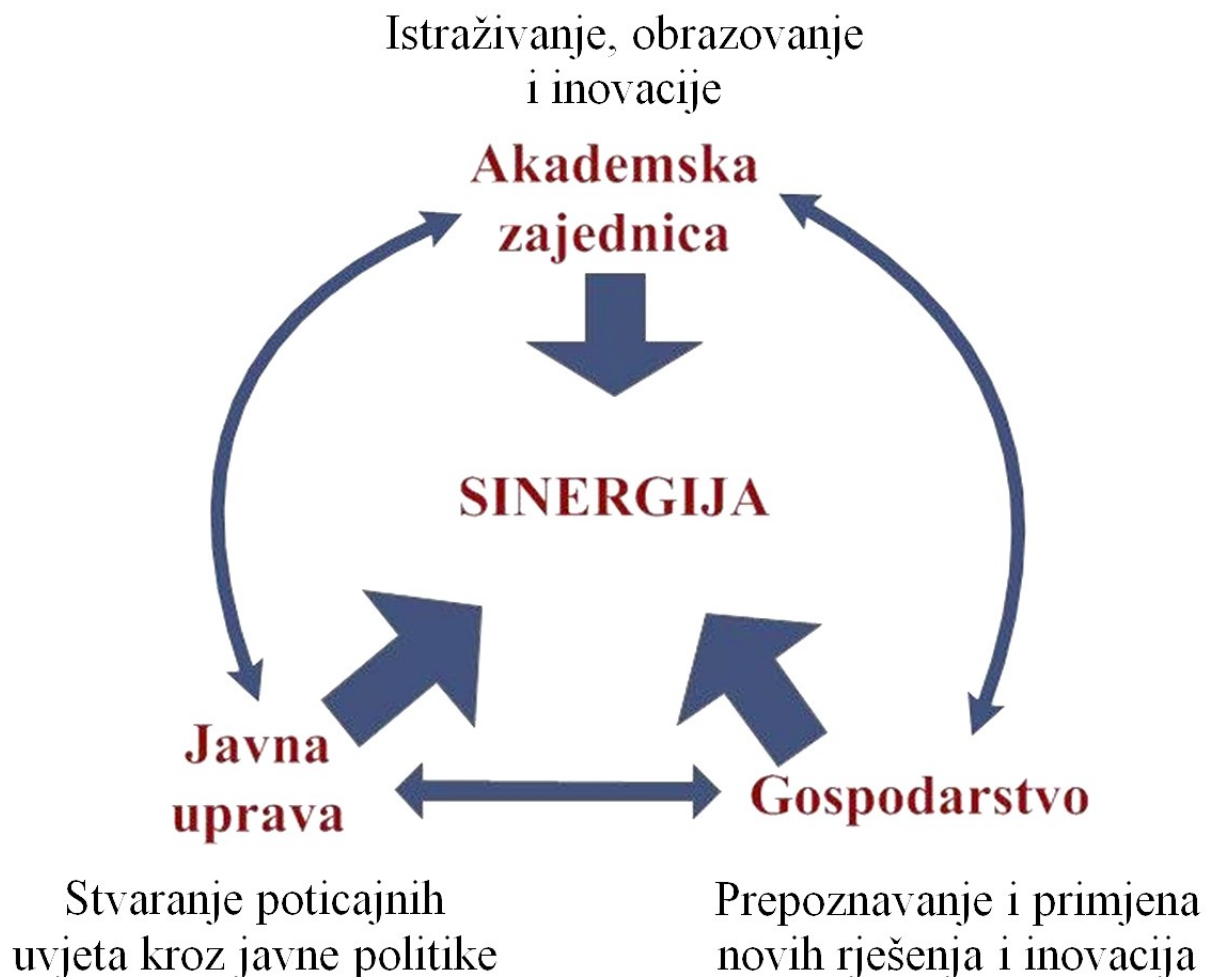 Istraživanje, obrazovanje
i inovacije
Akademska
zajednica
SINERGIJA
Javna
uprava
Gospodarstvo
Stvaranje poticajnih
uvjeta kroz javne politike
Prepoznavanje i primjena
novih rješenja i inovacija